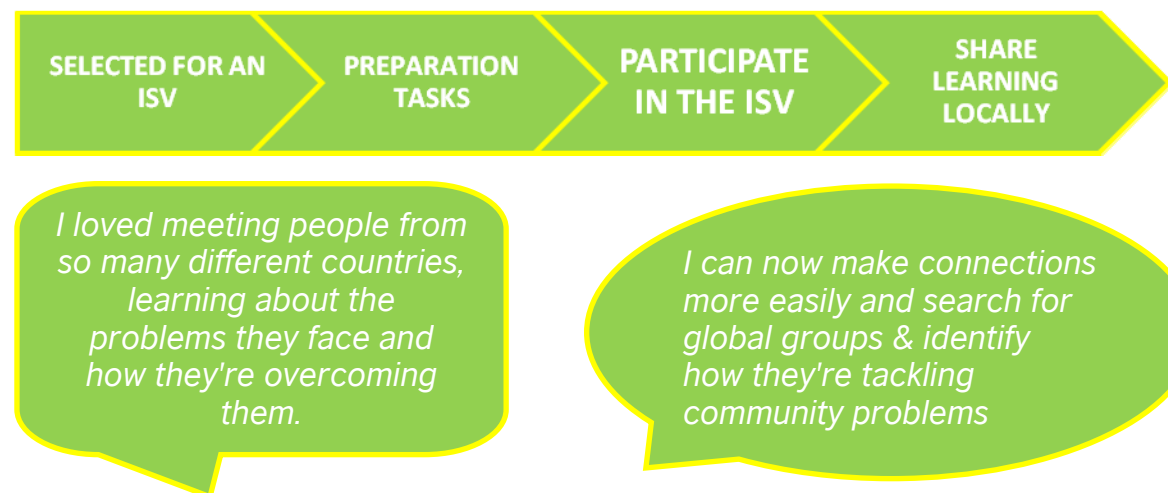 SELECTED FOR AN
ISV
PREPARATION
TASKS
PARTICIPATE
IN THE ISV
SHARE
LEARNING
LOCALLY
I loved meeting people from
so many different countries,
learning about the
problems they face and
how they're overcoming
them.
I can now make connections
more easily and search for
global groups & identify
how they're tackling
community problems